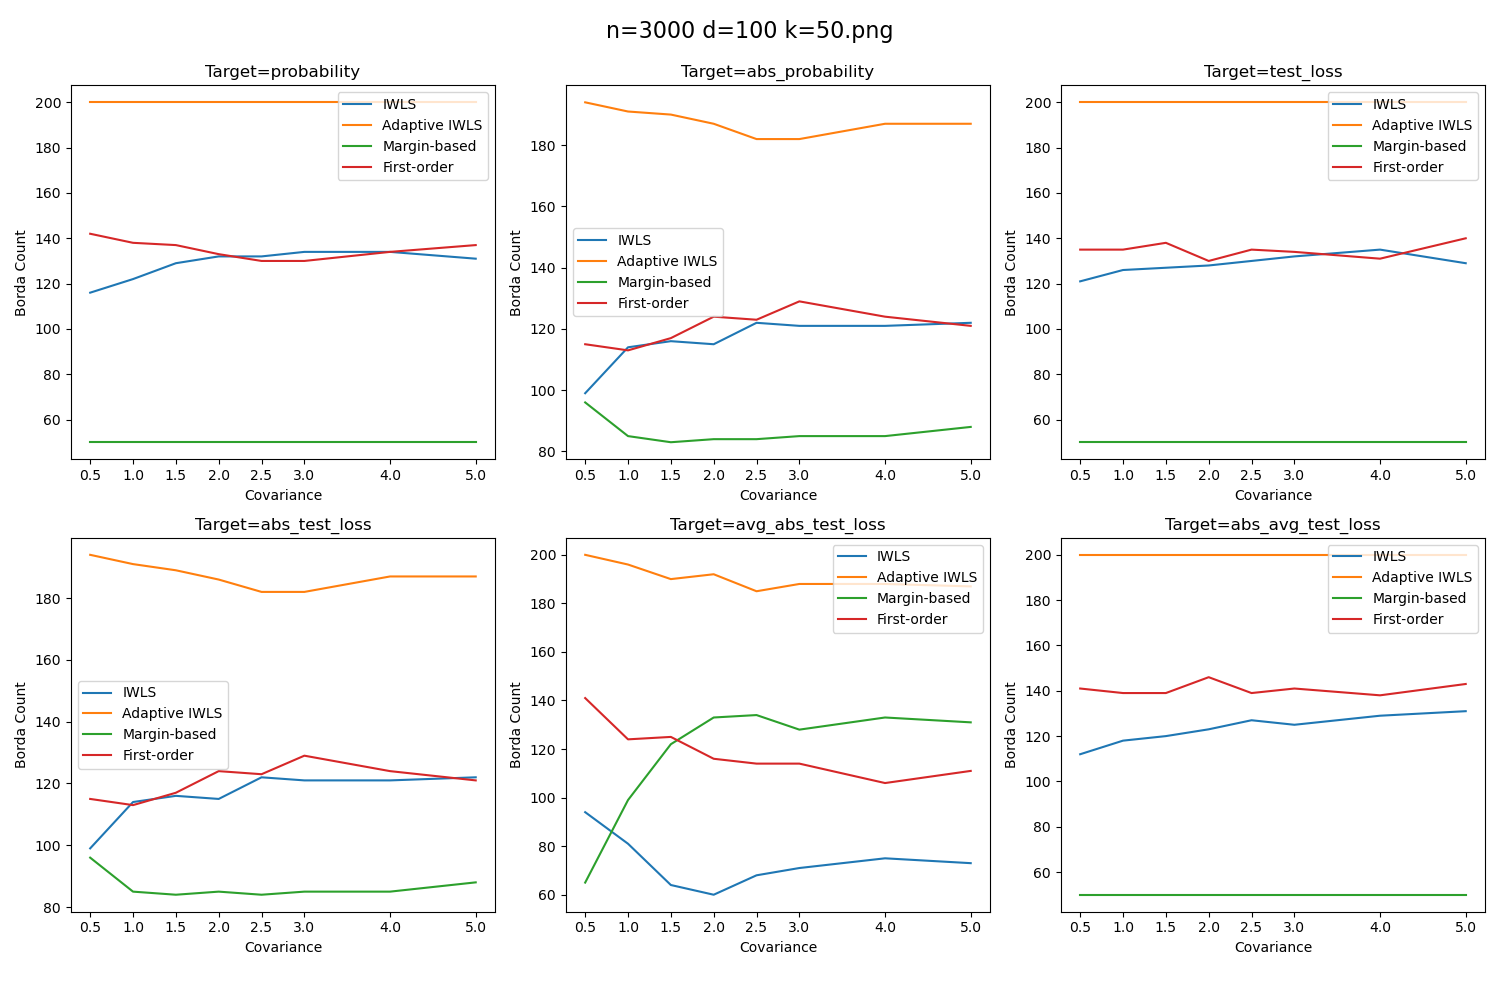 n=3000 d=100 k=50.png
Target=probability
200
180
160
140
120
100
80
60
Borda Count
IWLS
Adaptive IWLS
Margin-based
First-order
0.5 1.0 1.5 2.0 2.5 3.0 4.0 5.0
Covariance
Target=abs_probability
180
160
140
120
100
80
Borda Count
IWLS
Adaptive IWLS
Margin-based
First-order
0.5 1.0 1.5 2.0 2.5 3.0 4.0 5.0
Covariance
Target=test_loss
200
180
160
140
120
100
80
60
Borda Count
IWLS
Adaptive IWLS
Margin-based
First-order
0.5 1.0 1.5 2.0 2.5 3.0 4.0 5.0
Covariance
Target=abs_test_loss
180
160
140
120
100
80
Borda Count
IWLS
Adaptive IWLS
Margin-based
First-order
0.5 1.0 1.5 2.0 2.5 3.0 4.0 5.0
Covariance
Target=avg_abs_test_loss
200
180
160
140
120
100
80
60
Borda Count
IWLS
Adaptive IWLS
Margin-based
First-order
0.5 1.0 1.5 2.0 2.5 3.0 4.0 5.0
Covariance
Target=abs_avg_test_loss
200
180
160
140
120
100
80
60
Borda Count
IWLS
Adaptive IWLS
Margin-based
First-order
0.5 1.0 1.5 2.0 2.5 3.0 4.0 5.0
Covariance